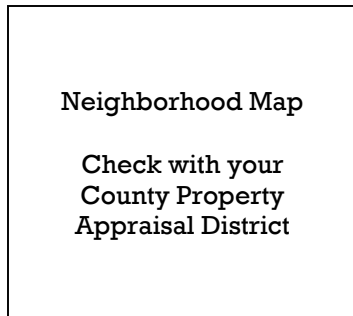 Neighborhood Map
Check with your
County Property
Appraisal District